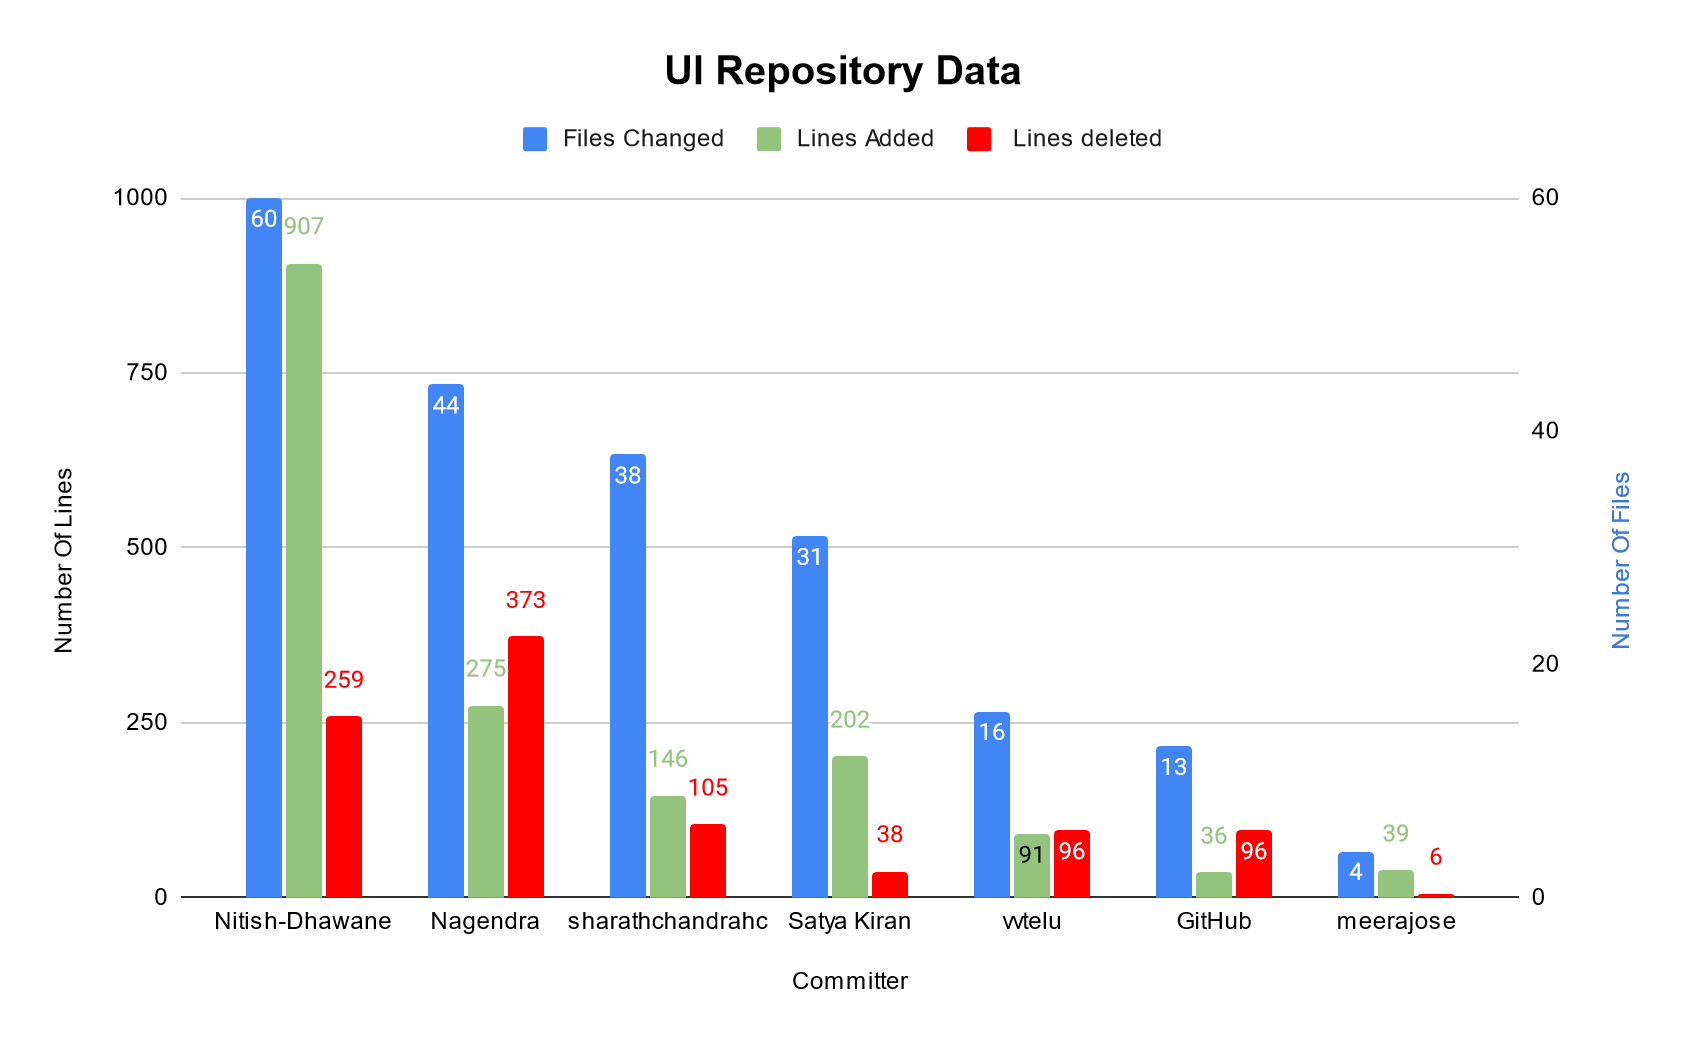 UI Repository Data
Files Changed Lines Added Lines deleted
1000
750
500
250
0
60
40
20
0
Number Of Lines
Number Of Files
60 907 259
44 275 373
38 146 105
31 202 38
16 91 96
13 36 96
4 39 6
Nitish-Dhawane Nagendra sharathchandrahc Satya Kiran vvtelu GitHub meerajose
Committer